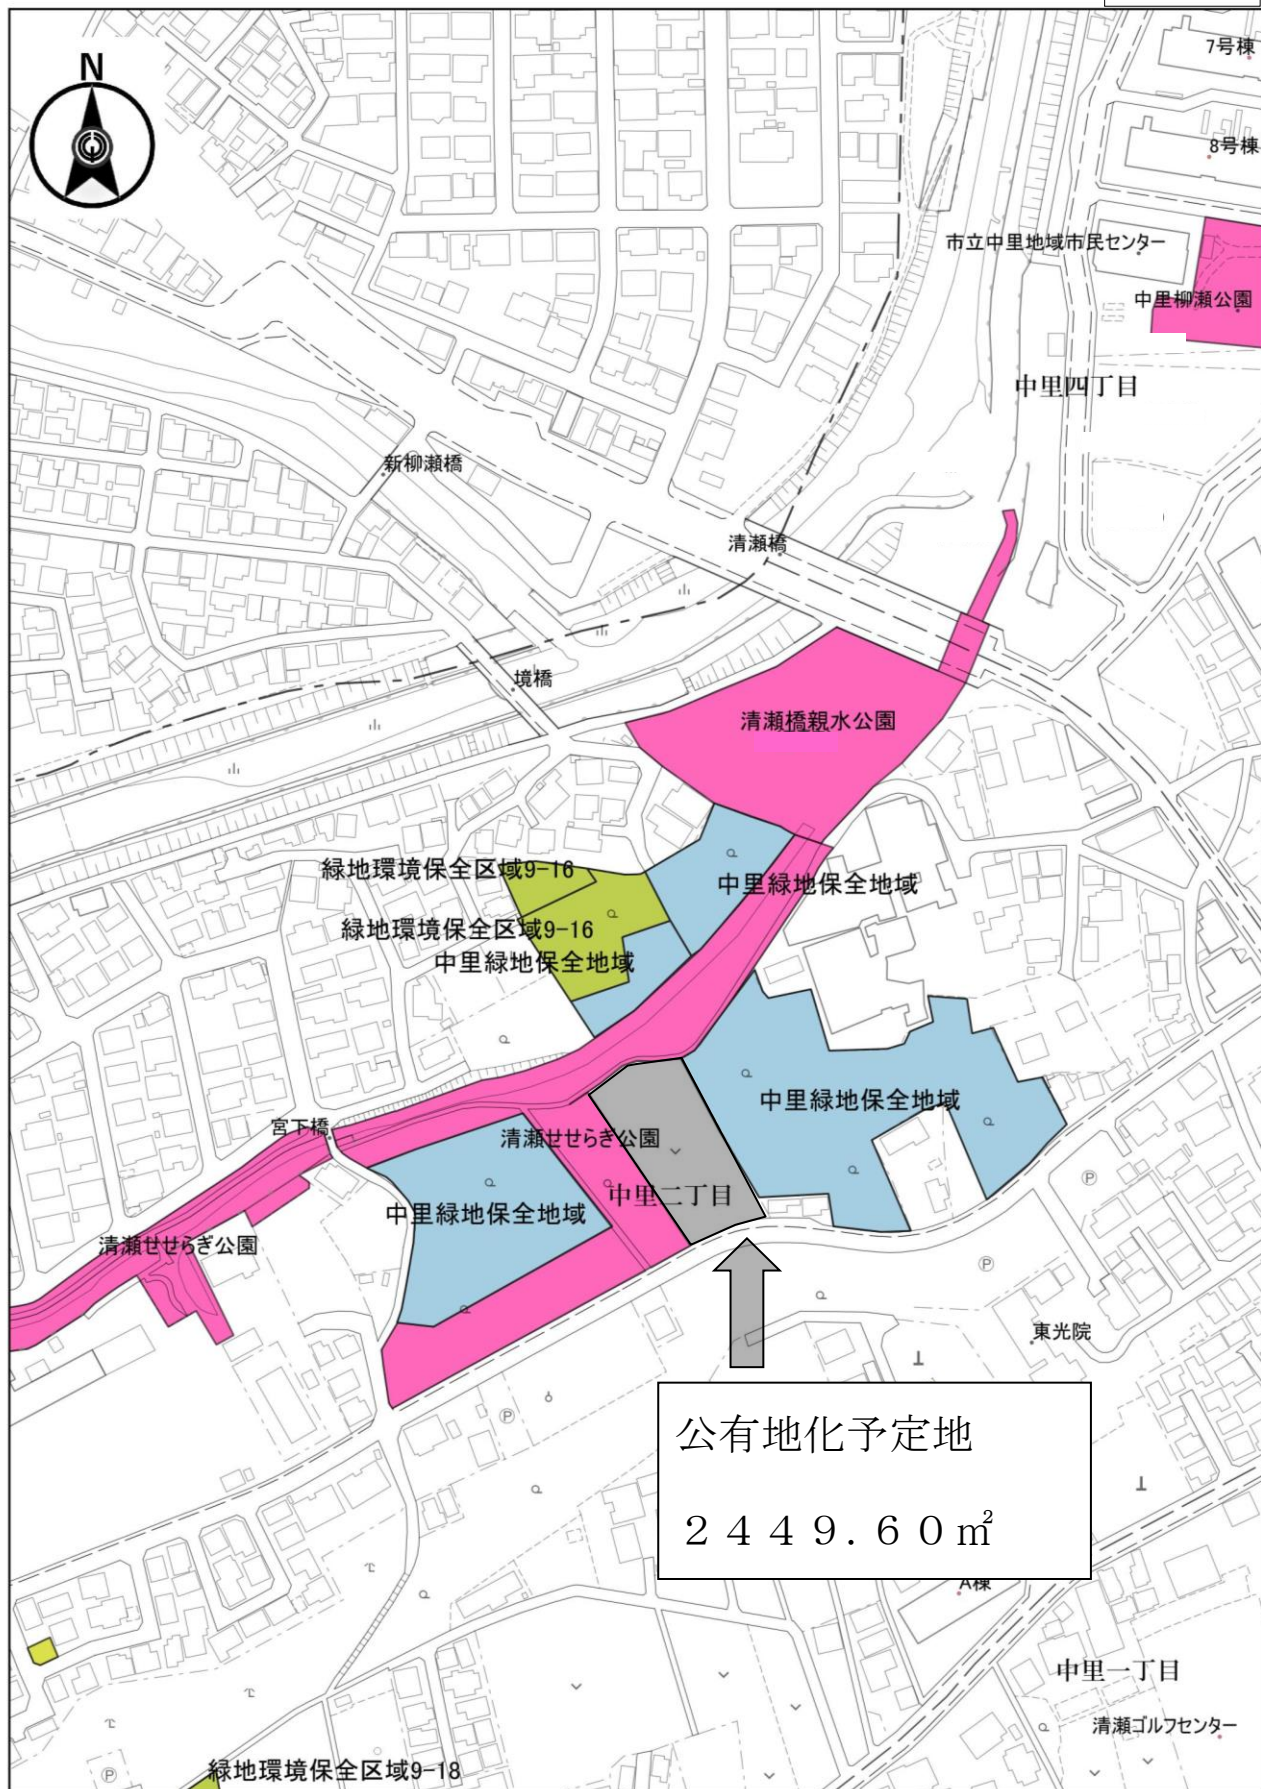 7号棟
N
8号棟
市立中里地域市民センター
中里柳瀬公園
中里四丁目
新柳瀬橋
清瀬橋
境橋
清瀬橋親水公園
緑地環境保全区域9-16
中里緑地保全地域
緑地環境保全区域9-16
中里緑地保全地域
中里緑地保全地域
宮下橋
清瀬せせらぎ公園
中里二丁目
中里緑地保全地域
清瀬せせらぎ公園
P
P
東光院
P
公有地化予定地
２４４９.６０㎡
A棟
中里一丁目
清瀬ゴルフセンター
緑地環境保全区域9-18
P